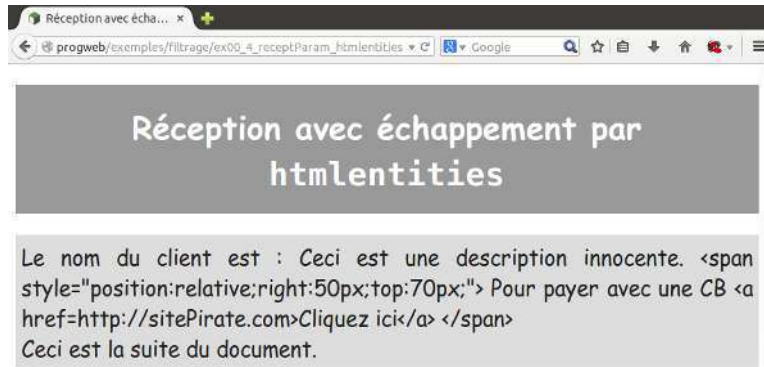 Réception avec écha... ×
progweb/exemples/filtrage/ex00_4_receptParam_htmlentities Google
Réception avec échappement par
htmlentities
Le nom du client est : Ceci est une description innocente. <span
style="position:relative;right:50px;top:70px;"> Pour payer avec une CB <a
href=http://sitePirate.com>Cliquez ici</a> </span>
Ceci est la suite du document.